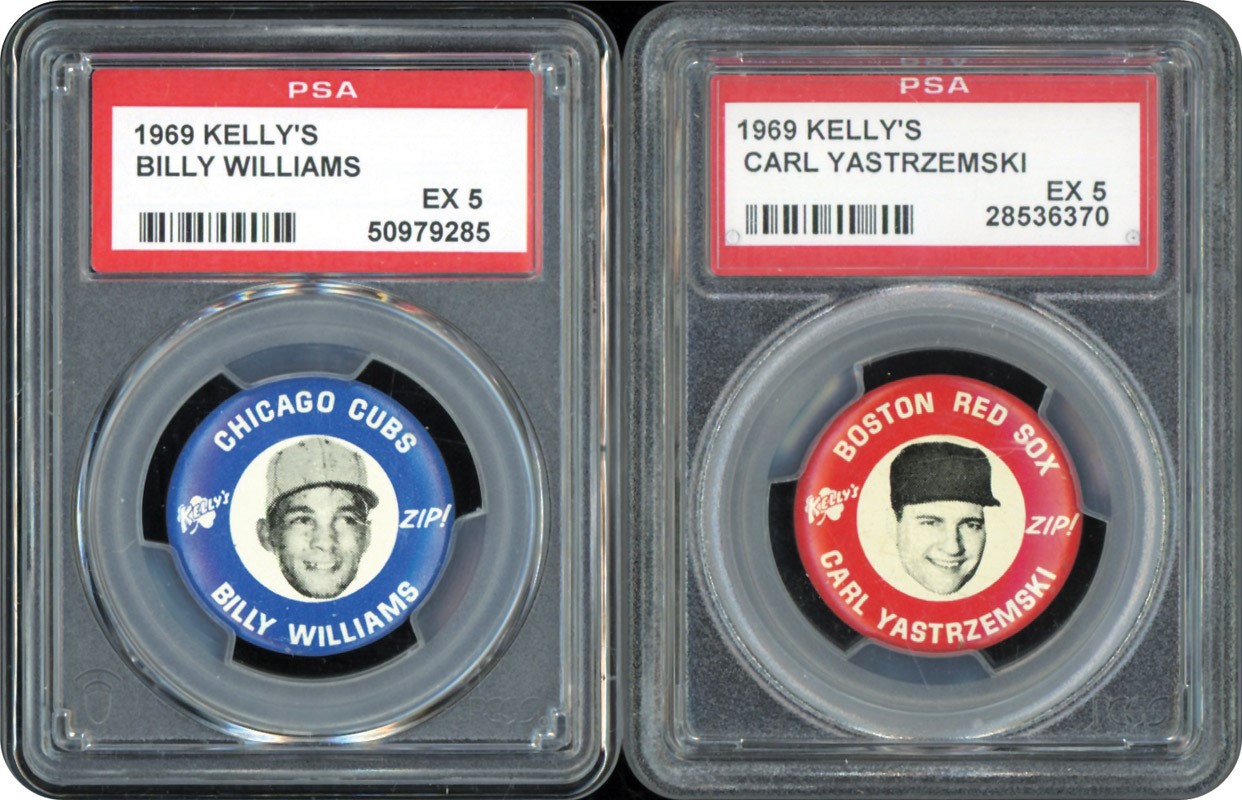 PSA
1969 KELLY'S
BILLY WILLIAMS
EX 5
50979285
CHICAGO CUBS
KELLY'S
ZIP!
BILLY WILLIAMS
PSA
1969 KELLY'S
CARL YASTRZEMSKI
EX 5
28536370
BOSTON RED SOX
KELLY'S
ZIP!
CARL YASTRZEMSKI